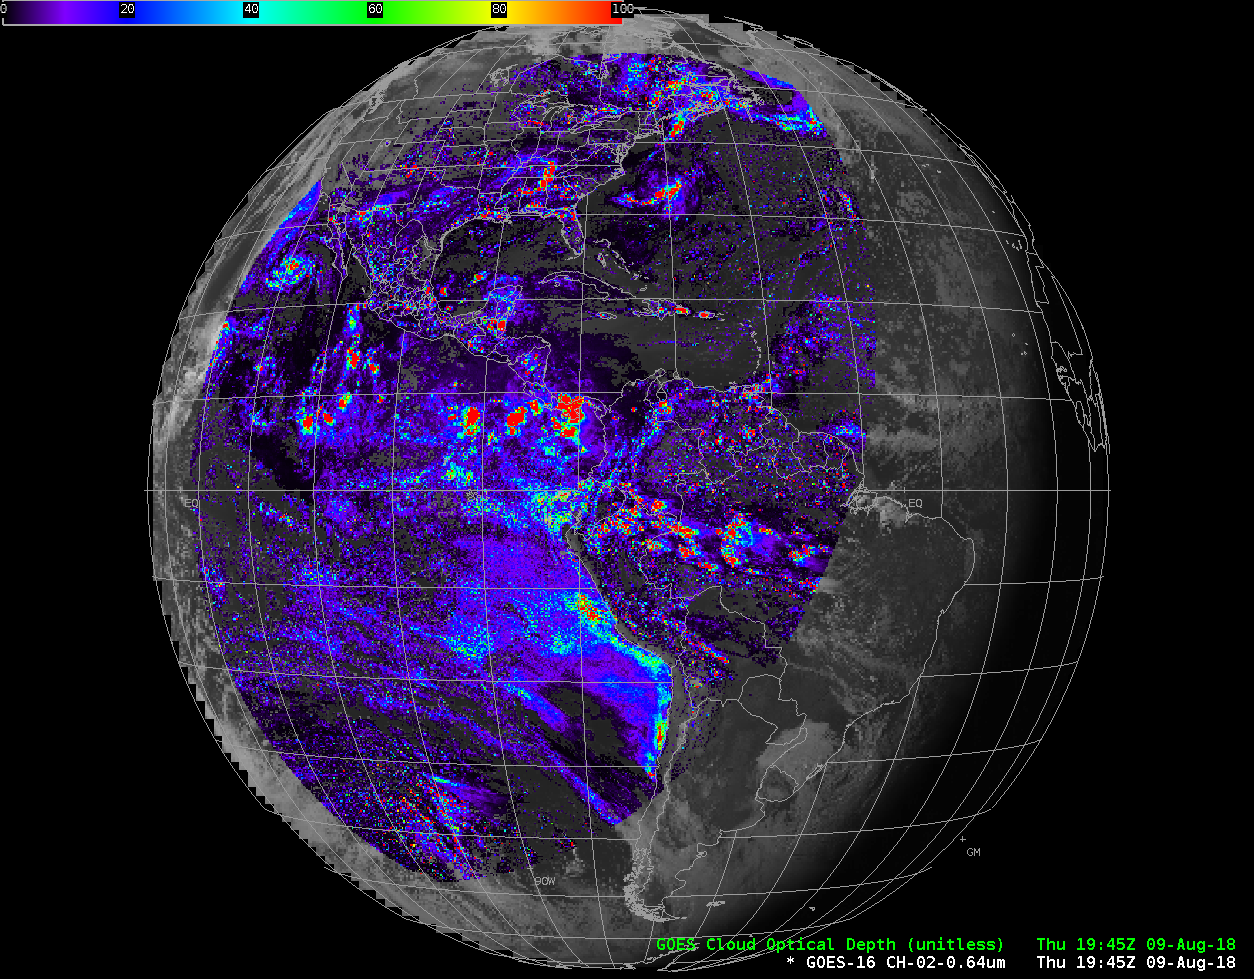 0 20 40 60 80 100
EQ EQ
GM
90W
GOES Cloud Optical Depth (unitless) Thu 19:45Z 09-Aug-18
* GOES-16 CH-02-0.64um Thu 19:45Z 09-Aug-18